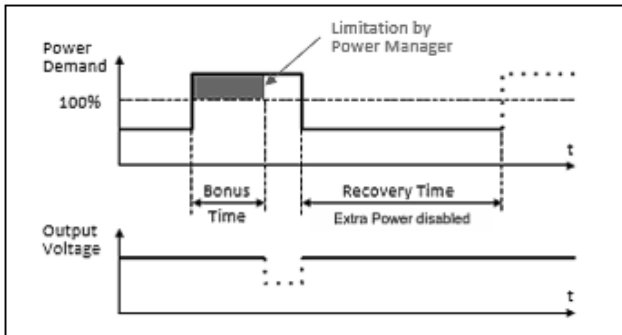 Limitation by
Power Manager
Power
Demand
100%
t
Bonus
Time
Recovery Time
Extra Power disabled
Output
Voltage
t